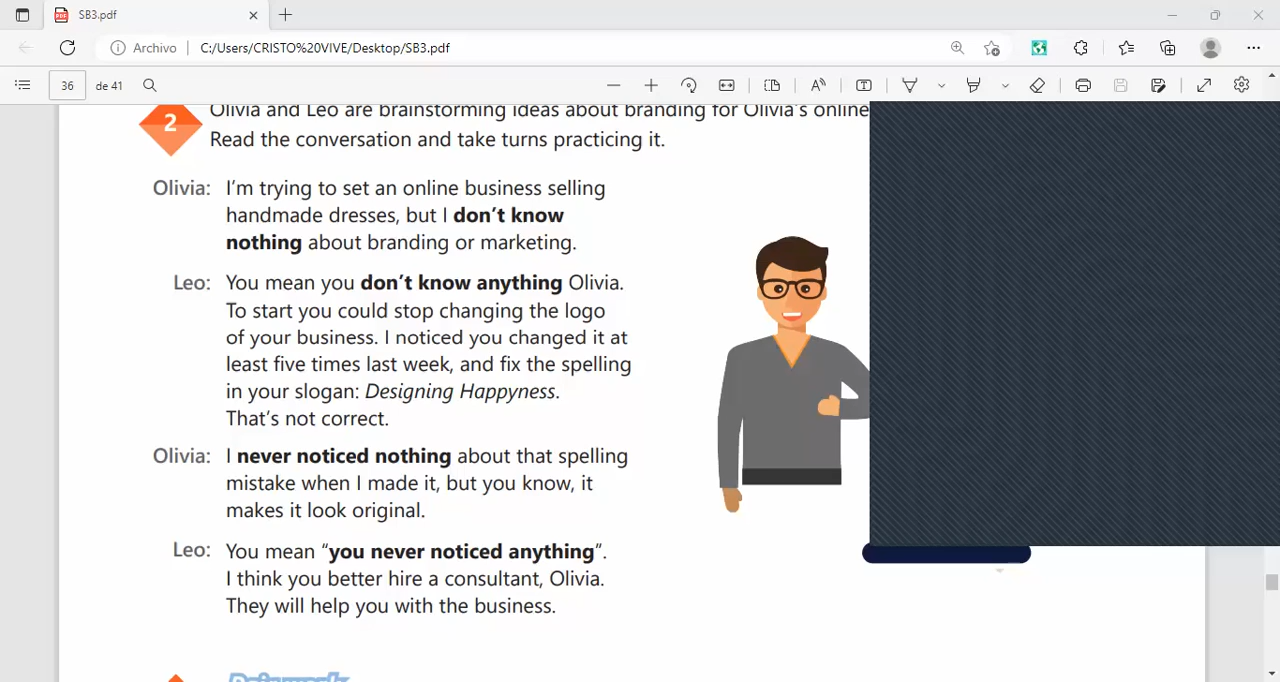 SB3.pdf
Archivo C:/Users/CRISTO%20VIVE/Desktop/SB3.pdf
36 de 41
2 Olivia and Leo are brainstorming ideas about branding for Olivia's online
Read the conversation and take turns practicing it.
Olivia: I'm trying to set an online business selling
handmade dresses, but I don't know
nothing about branding or marketing.
Leo: You mean you don't know anything Olivia.
To start you could stop changing the logo
of your business. I noticed you changed it at
least five times last week, and fix the spelling
in your slogan: Designing Happyness.
That's not correct.
Olivia: I never noticed nothing about that spelling
mistake when I made it, but you know, it
makes it look original.
Leo: You mean "you never noticed anything".
I think you better hire a consultant, Olivia.
They will help you with the business.